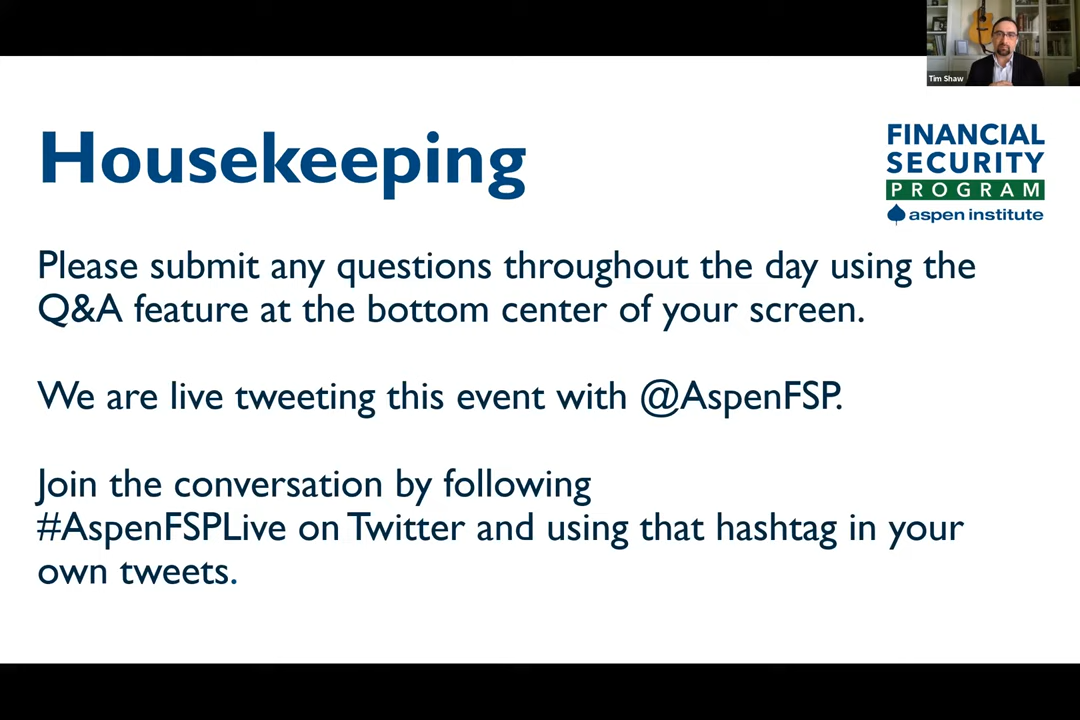 Tim Shaw
Housekeeping
FINANCIAL
SECURITY
PROGRAM
aspen institute
Please submit any questions throughout the day using the
Q&A feature at the bottom center of your screen.
We are live tweeting this event with @AspenFSP.
Join the conversation by following
#AspenFSPLive on Twitter and using that hashtag in your
own tweets.